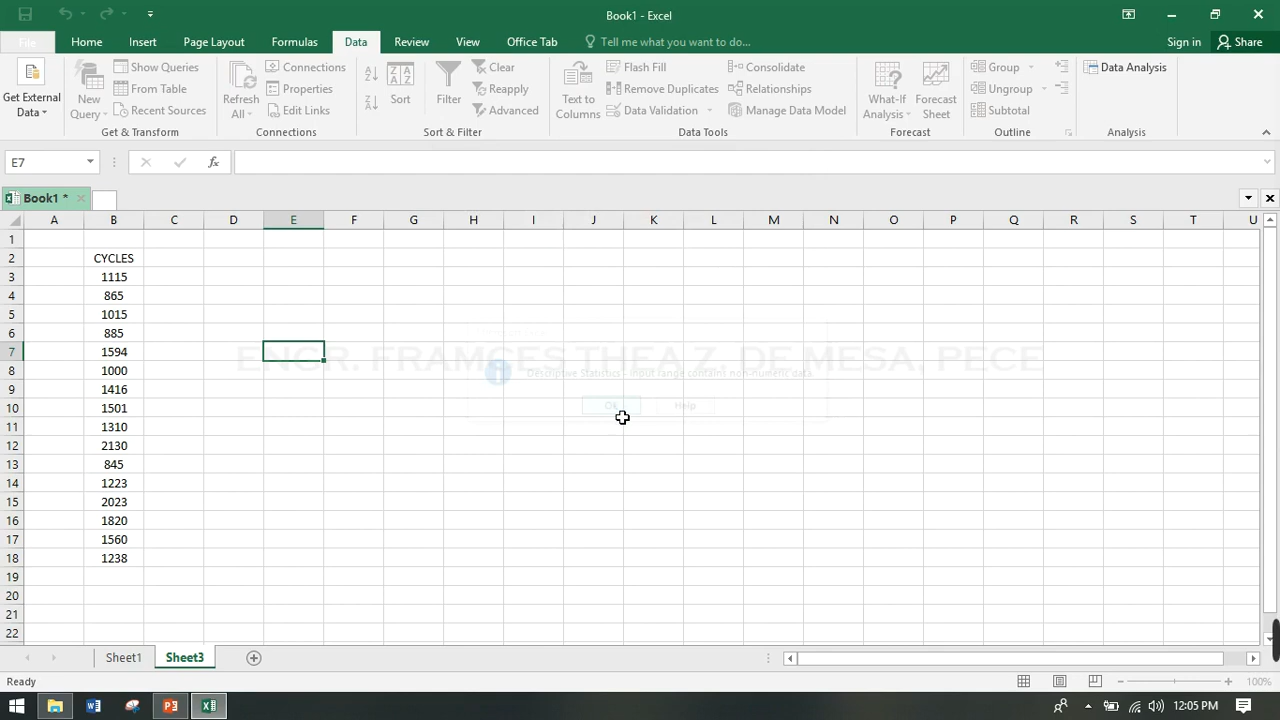 Book1 - Excel
File Home Insert Page Layout Formulas Data Review View Office Tab Tell me what you want to do... Sign in Share
Get External Data
New Query
Show Queries
From Table
Recent Sources
Get & Transform
Refresh All
Connections
Properties
Edit Links
Connections
Sort
Filter
Clear
Reapply
Advanced
Sort & Filter
Text to Columns
Flash Fill
Remove Duplicates
Data Validation
Consolidate
Relationships
Manage Data Model
Data Tools
What-If Analysis
Forecast Sheet
Forecast
Group
Ungroup
Subtotal
Outline
Data Analysis
Analysis
E7
fx
Book1 *
A B C D E F G H I J K L M N O P Q R S T U
1
2 CYCLES
3 1115
4 865
5 1015
6 885
7 1594
8 1000
9 1416
10 1501
11 1310
12 2130
13 845
14 1223
15 2023
16 1820
17 1560
18 1238
19
20
21
22
ENGR. FRAMCES THEA Z. DE MESA, PECE
Descriptive Statistics - Input range contains non-numeric data.
OK Help
Sheet1 Sheet3
Ready
100%
12:05 PM